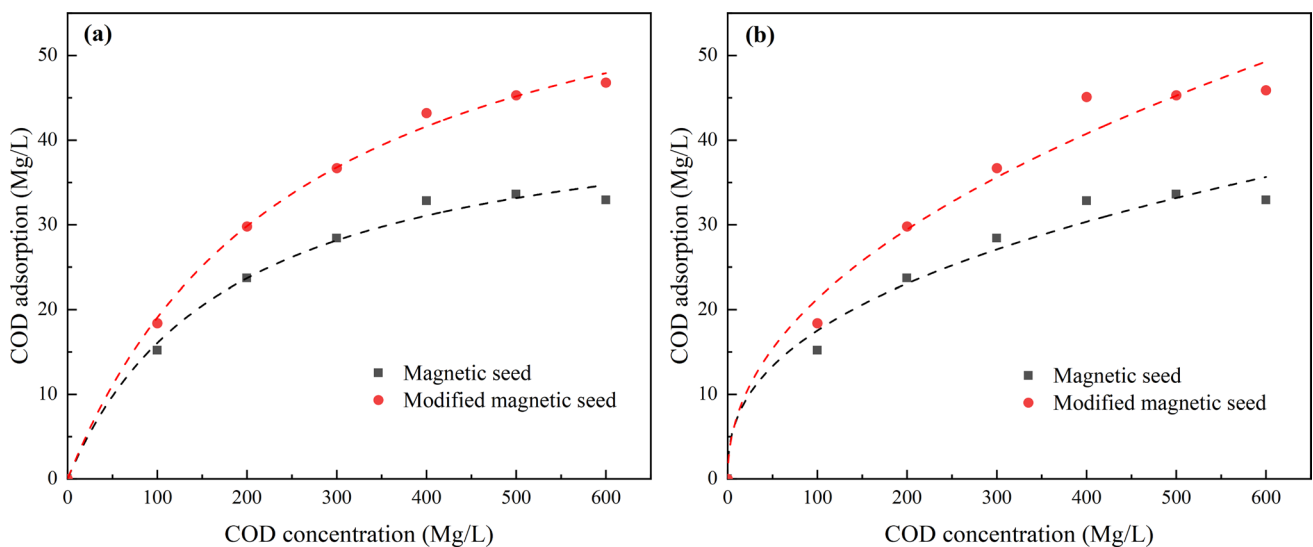 (a)
50
40
30
20
10
0
COD adsorption (Mg/L)
Magnetic seed
Modified magnetic seed
0 100 200 300 400 500 600
COD concentration (Mg/L)
(b)
50
40
30
20
10
0
COD adsorption (Mg/L)
Magnetic seed
Modified magnetic seed
0 100 200 300 400 500 600
COD concentration (Mg/L)